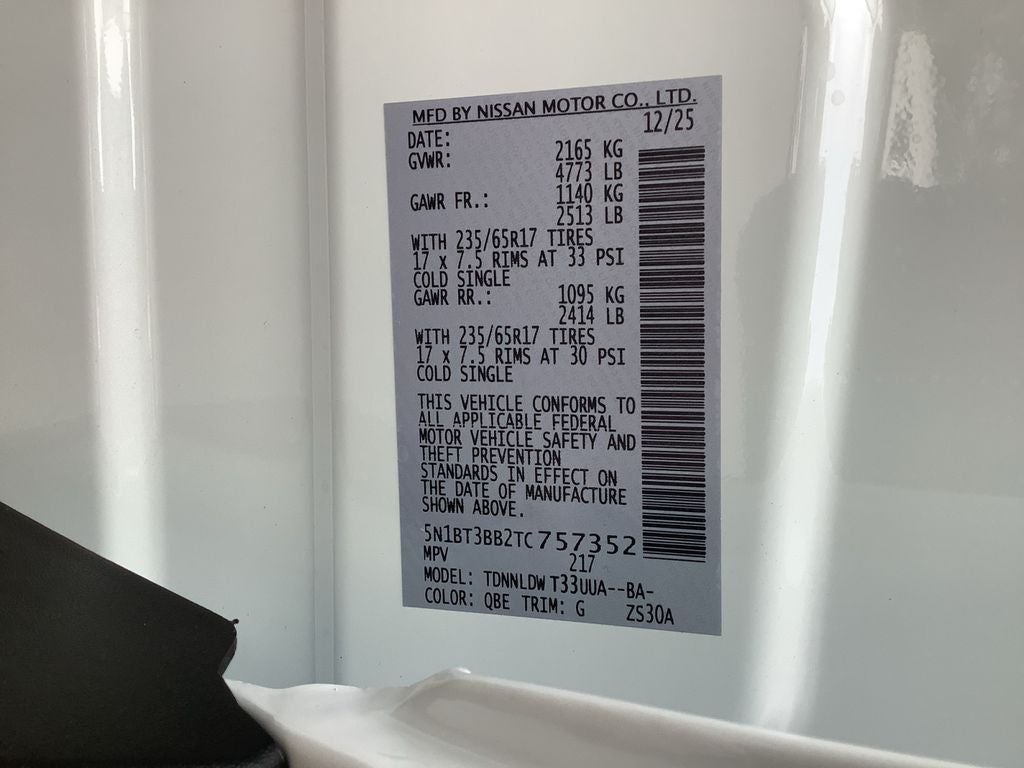 MFD BY NISSAN MOTOR CO., LTD.
DATE: 12/25
GVWR: 2165 KG
4773 LB
GAWR FR.: 1140 KG
2513 LB
WITH 235/65R17 TIRES
17 x 7.5 RIMS AT 33 PSI
COLD SINGLE
GAWR RR.: 1095 KG
2414 LB
WITH 235/65R17 TIRES
17 x 7.5 RIMS AT 30 PSI
COLD SINGLE
THIS VEHICLE CONFORMS TO
ALL APPLICABLE FEDERAL
MOTOR VEHICLE SAFETY AND
THEFT PREVENTION
STANDARDS IN EFFECT ON
THE DATE OF MANUFACTURE
SHOWN ABOVE.
5N1BT3BB2TC757352
MPV 217
MODEL: TDNNLDW T33UUA--BA-
COLOR: QBE TRIM: G ZS30A